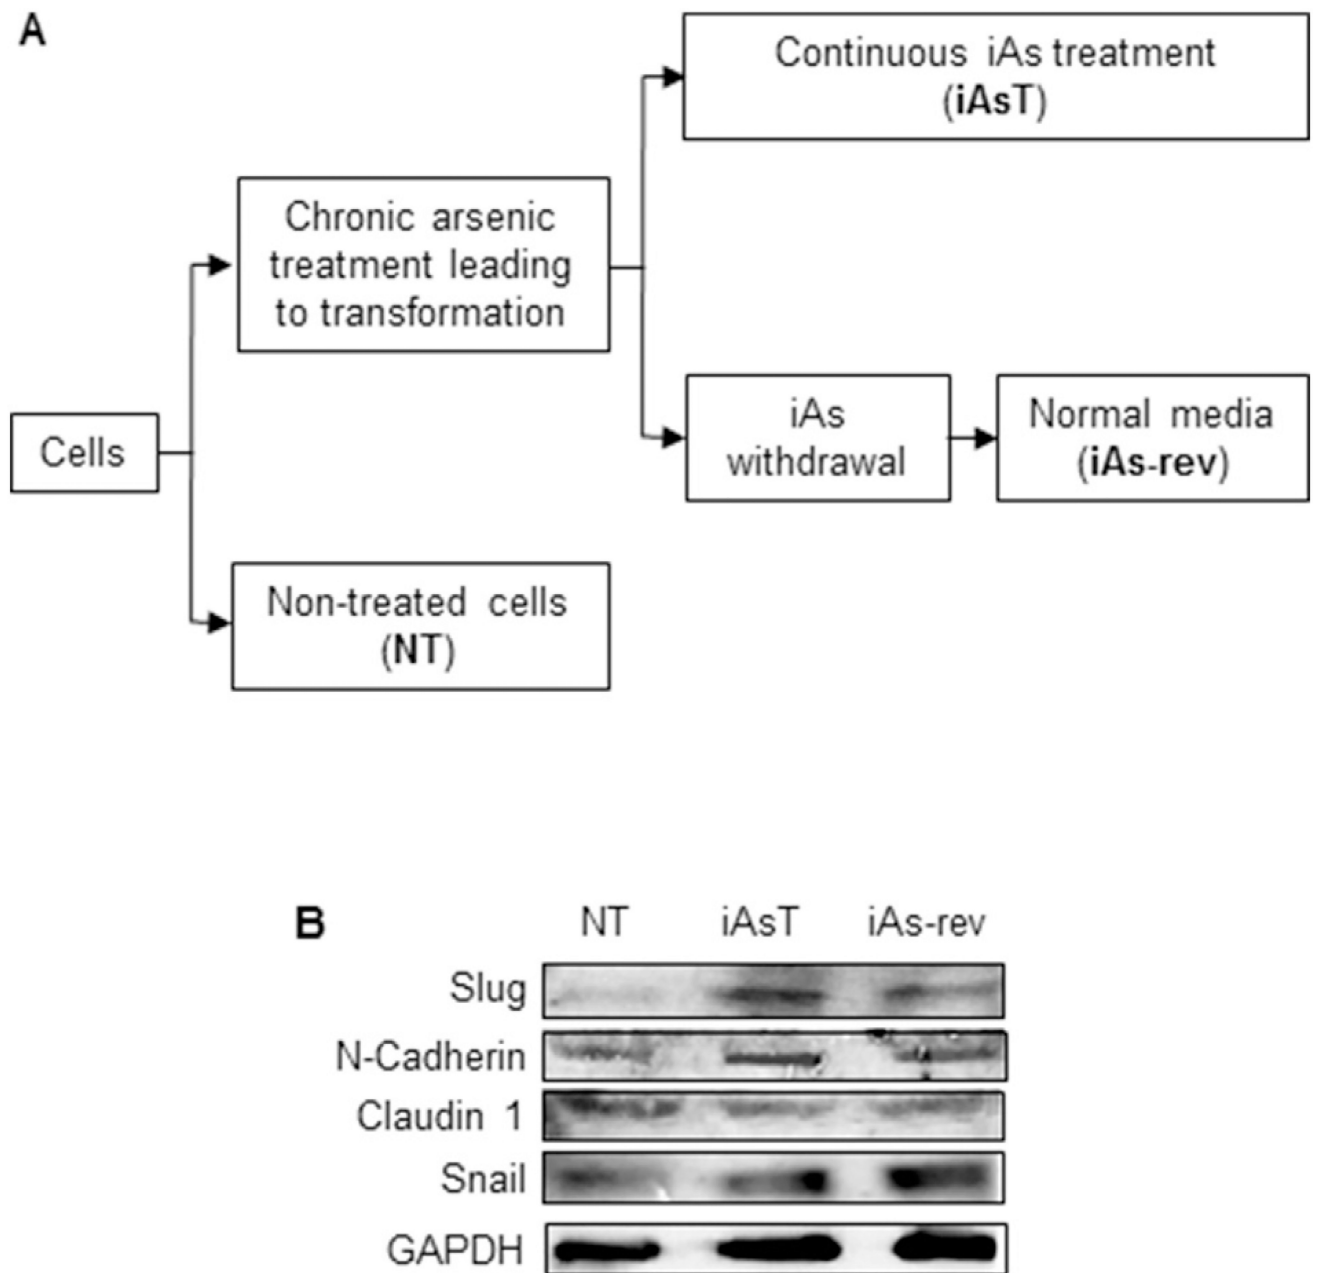 A
Continuous iAs treatment
(iAsT)
Chronic arsenic
treatment leading
to transformation
iAs
withdrawal
Normal media
(iAs-rev)
Cells
Non-treated cells
(NT)
B
NT iAsT iAs-rev
Slug
N-Cadherin
Claudin 1
Snail
GAPDH